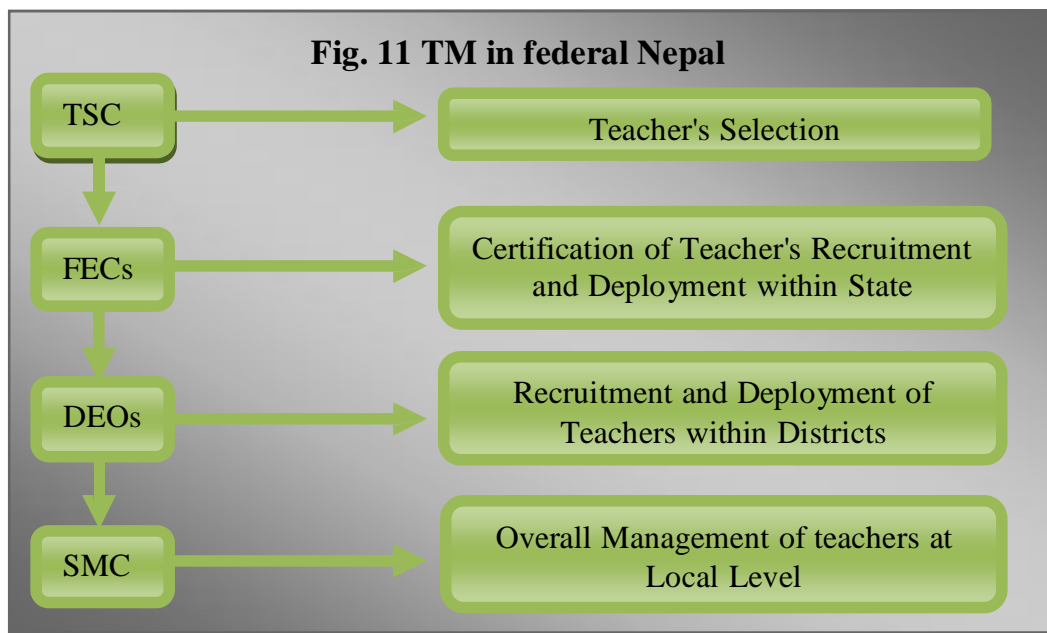 Fig. 11 TM in federal Nepal
TSC
Teacher's Selection
FECs
Certification of Teacher's Recruitment
and Deployment within State
DEOs
Recruitment and Deployment of
Teachers within Districts
SMC
Overall Management of teachers at
Local Level